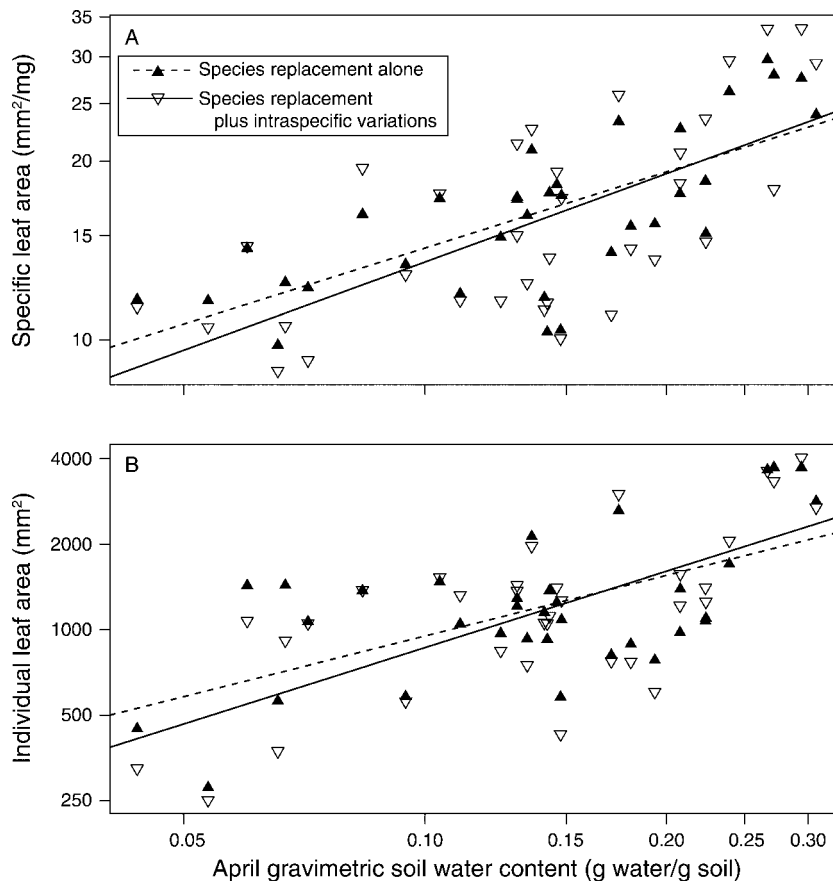 A
Species replacement alone
Species replacement
plus intraspecific variations
Specific leaf area (mm²/mg)
35
30
25
20
15
10
B
Individual leaf area (mm²)
4000
2000
1000
500
250
0.05
0.10
0.15
0.20
0.25
0.30
April gravimetric soil water content (g water/g soil)